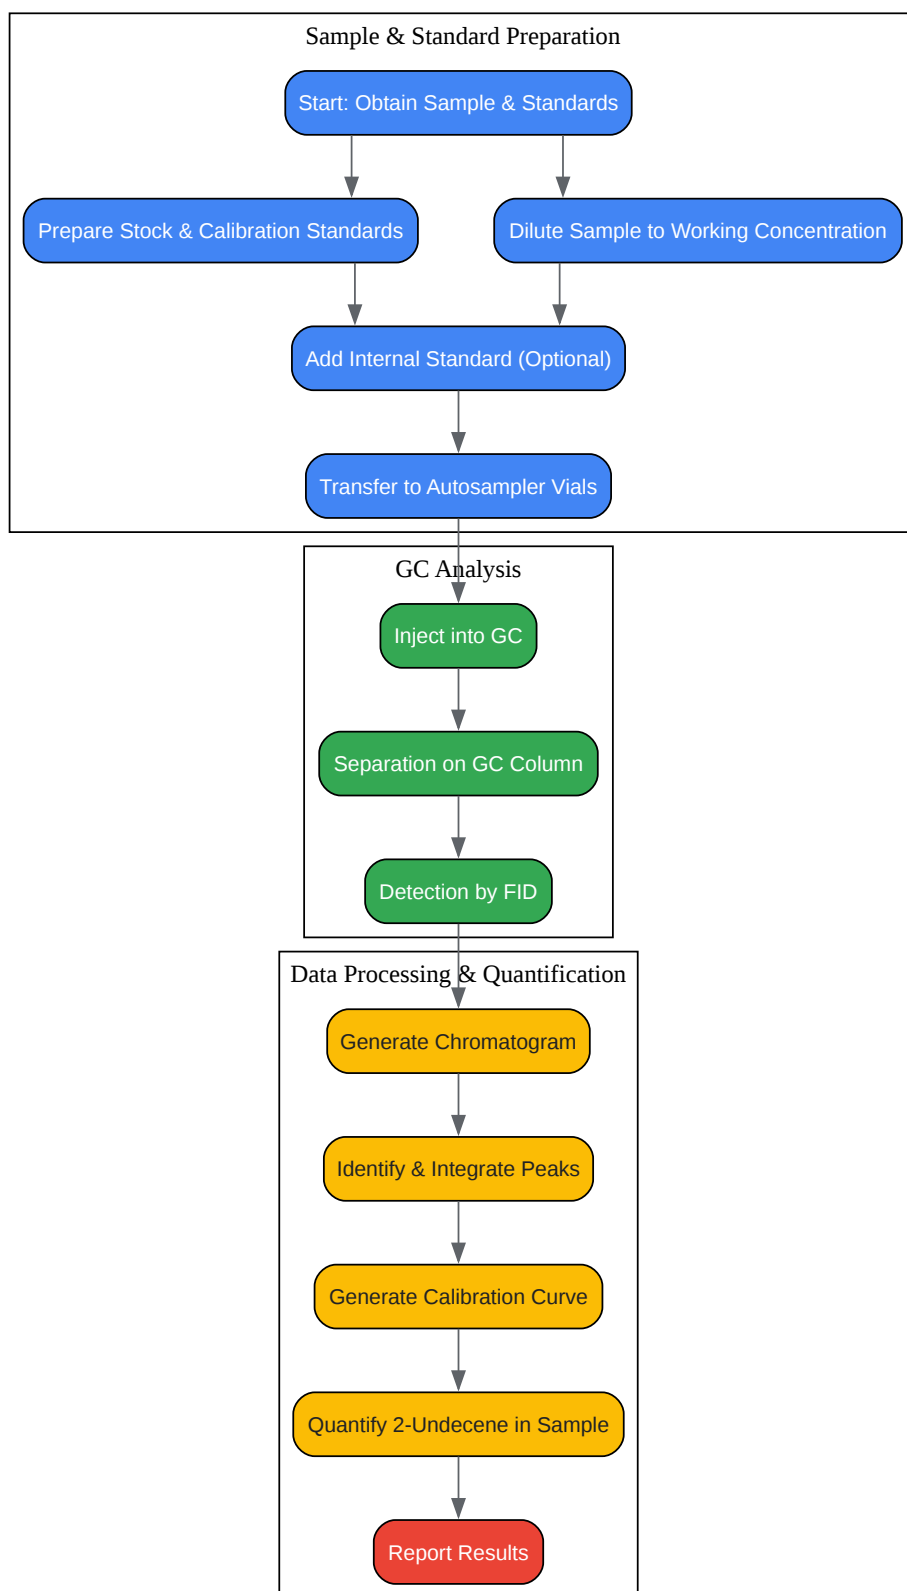 Sample & Standard Preparation
Start: Obtain Sample & Standards
Prepare Stock & Calibration Standards
Dilute Sample to Working Concentration
Add Internal Standard (Optional)
Transfer to Autosampler Vials
GC Analysis
Inject into GC
Separation on GC Column
Detection by FID
Data Processing & Quantification
Generate Chromatogram
Identify & Integrate Peaks
Generate Calibration Curve
Quantify 2-Undecene in Sample
Report Results